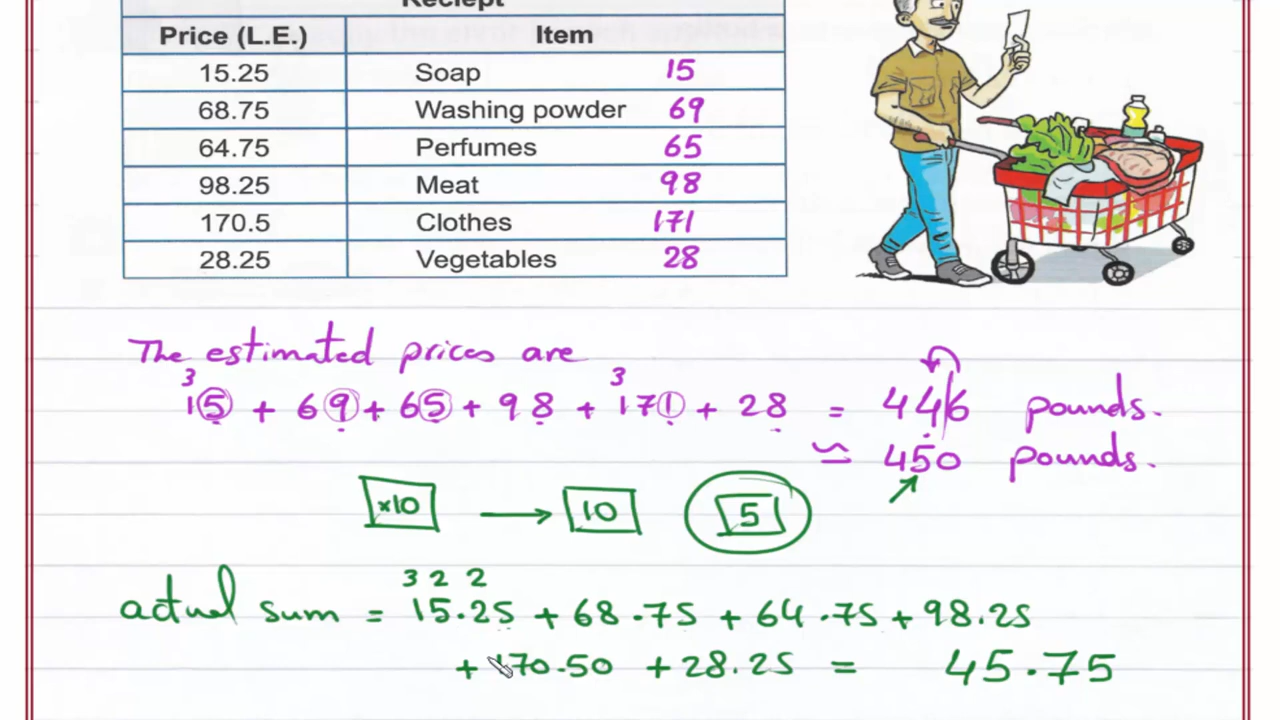 Reciept
Price (L.E.) Item
15.25 Soap 15
68.75 Washing powder 69
64.75 Perfumes 65
98.25 Meat 98
170.5 Clothes 171
28.25 Vegetables 28
The estimated prices are
3 3
15 + 69 + 65 + 98 + 171 + 28 = 446 pounds.
≃ 450 pounds.
×10 → 10 5
3 2 2
actual sum = 15.25 + 68.75 + 64.75 + 98.25
+ 170.50 + 28.25 = 45.75